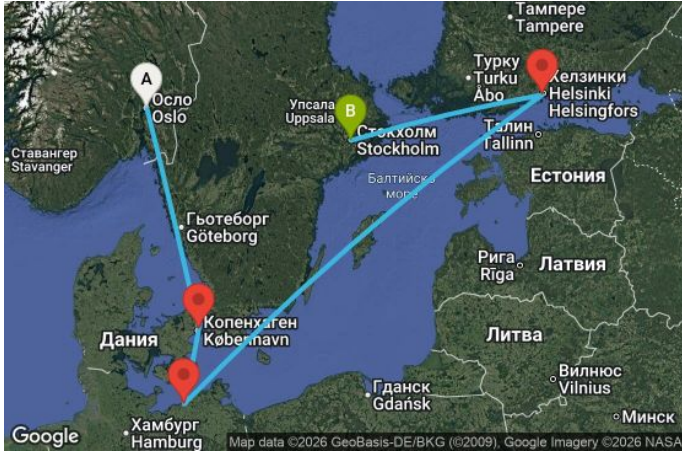 Тампере
Tampere
A
Осло
Oslo
Турку
Turku
Åbo
Хелзинки
Helsinki
Helsingfors
Упсала
Uppsala
B
Стокхолм
Stockholm
Талин
Tallinn
Ставангер
Stavanger
Естония
Балтийско
море
Гьотеборг
Göteborg
Рига
Rīga
Латвия
Копенхаген
København
Дания
Литва
Вилнюс
Vilnius
Гданск
Gdańsk
Минск
Хамбург
Hamburg
Google
Map data ©2026 GeoBasis-DE/BKG (©2009), Google Imagery ©2026 NASA